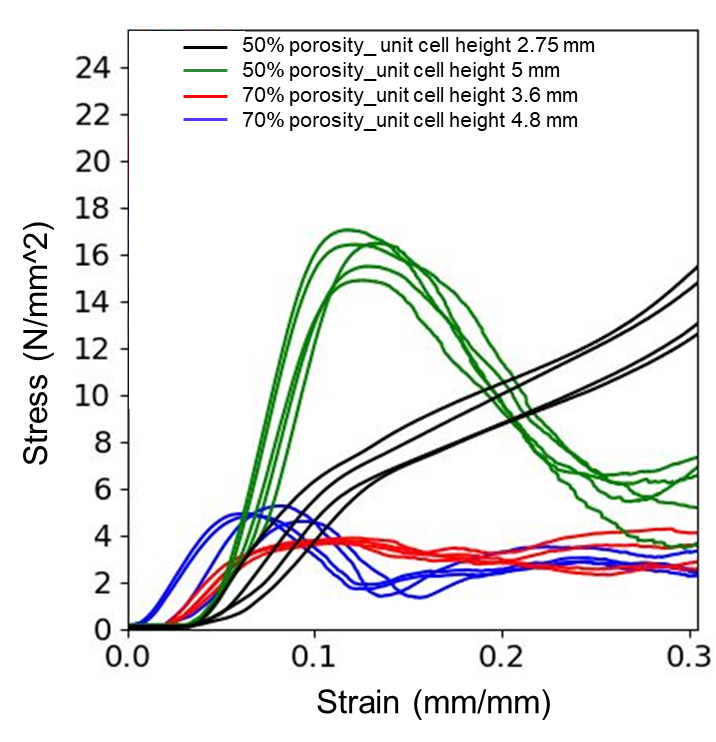 50% porosity_ unit cell height 2.75 mm
50% porosity_unit cell height 5 mm
70% porosity_unit cell height 3.6 mm
70% porosity_unit cell height 4.8 mm
24
22
20
18
16
14
12
10
8
6
4
2
0
Stress (N/mm^2)
0.0 0.1 0.2 0.3
Strain (mm/mm)